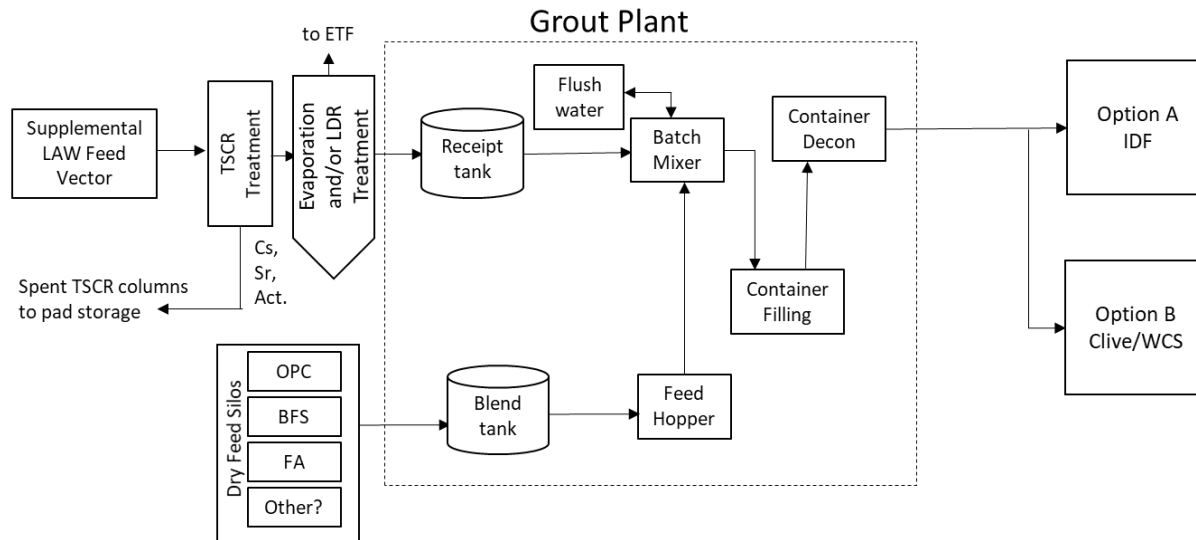 Grout Plant
to ETF
Supplemental
LAW Feed
Vector
TSCR
Treatment
Evaporation
and/or LDR
Treatment
Cs,
Sr,
Act.
Spent TSCR columns
to pad storage
Receipt
tank
Flush
water
Batch
Mixer
Container
Decon
Container
Filling
Option A
IDF
Option B
Clive/WCS
Dry Feed Silos
OPC
BFS
FA
Other?
Blend
tank
Feed
Hopper